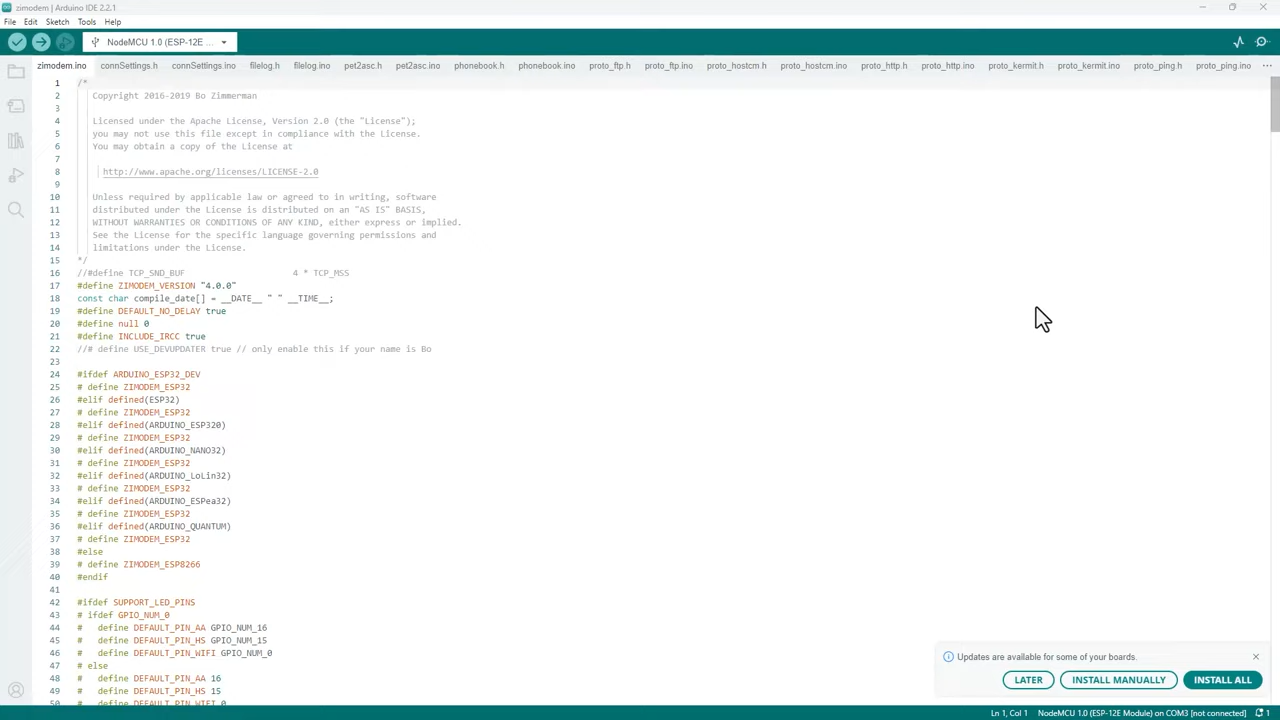 zimodem | Arduino IDE 2.2.1
File Edit Sketch Tools Help
NodeMCU 1.0 (ESP-12E ...
zimodem.ino connSettings.h connSettings.ino filelog.h filelog.ino pet2asc.h pet2asc.ino phonebook.h phonebook.ino proto_ftp.h proto_ftp.ino proto_hostcm.h proto_hostcm.ino proto_http.h proto_http.ino proto_kermit.h proto_kermit.ino proto_ping.h proto_ping.ino ...
1 /*
2 Copyright 2016-2019 Bo Zimmerman
3
4 Licensed under the Apache License, Version 2.0 (the "License");
5 you may not use this file except in compliance with the License.
6 You may obtain a copy of the License at
7
8 http://www.apache.org/licenses/LICENSE-2.0
9
10 Unless required by applicable law or agreed to in writing, software
11 distributed under the License is distributed on an "AS IS" BASIS,
12 WITHOUT WARRANTIES OR CONDITIONS OF ANY KIND, either express or implied.
13 See the License for the specific language governing permissions and
14 limitations under the License.
15 */
16 //#define TCP_SND_BUF 4 * TCP_MSS
17 #define ZIMODEM_VERSION "4.0.0"
18 const char compile_date[] = __DATE__ " " __TIME__;
19 #define DEFAULT_NO_DELAY true
20 #define null 0
21 #define INCLUDE_IRCC true
22 //# define USE_DEVUPDATER true // only enable this if your name is Bo
23
24 #ifdef ARDUINO_ESP32_DEV
25 # define ZIMODEM_ESP32
26 #elif defined(ESP32)
27 # define ZIMODEM_ESP32
28 #elif defined(ARDUINO_ESP320)
29 # define ZIMODEM_ESP32
30 #elif defined(ARDUINO_NANO32)
31 # define ZIMODEM_ESP32
32 #elif defined(ARDUINO_LoLin32)
33 # define ZIMODEM_ESP32
34 #elif defined(ARDUINO_ESPea32)
35 # define ZIMODEM_ESP32
36 #elif defined(ARDUINO_QUANTUM)
37 # define ZIMODEM_ESP32
38 #else
39 # define ZIMODEM_ESP8266
40 #endif
41
42 #ifdef SUPPORT_LED_PINS
43 # ifdef GPIO_NUM_0
44 # define DEFAULT_PIN_AA GPIO_NUM_16
45 # define DEFAULT_PIN_HS GPIO_NUM_15
46 # define DEFAULT_PIN_WIFI GPIO_NUM_0
47 # else
48 # define DEFAULT_PIN_AA 16
49 # define DEFAULT_PIN_HS 15
50 # define DEFAULT_PIN_WIFI 0
Updates are available for some of your boards.
LATER INSTALL MANUALLY INSTALL ALL
Ln 1, Col 1 NodeMCU 1.0 (ESP-12E Module) on COM3 [not connected] 1